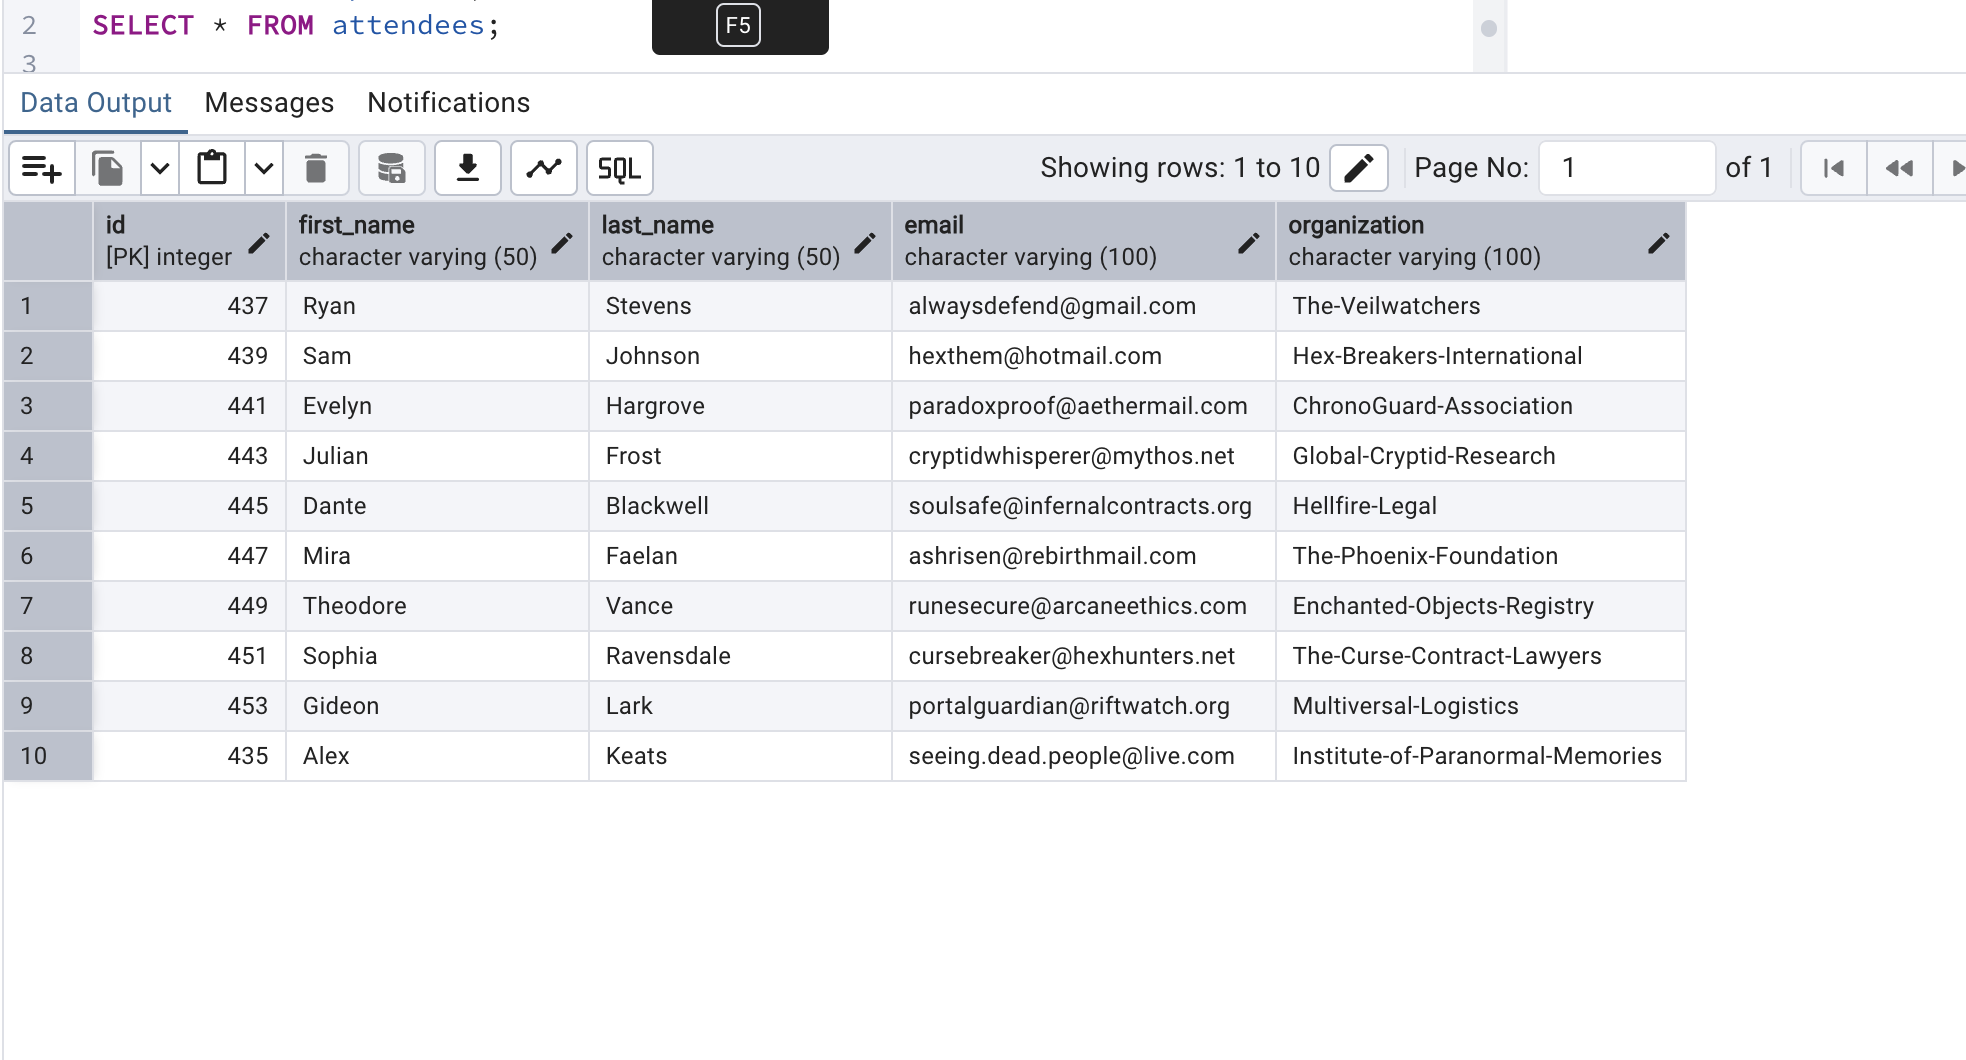 2 SELECT * FROM attendees;
F5
3
Data Output Messages Notifications
SQL Showing rows: 1 to 10 Page No: 1 of 1
id first_name last_name email organization
[PK] integer character varying (50) character varying (50) character varying (100) character varying (100)
1 437 Ryan Stevens alwaysdefend@gmail.com The-Veilwatchers
2 439 Sam Johnson hexthem@hotmail.com Hex-Breakers-International
3 441 Evelyn Hargrove paradoxproof@aethermail.com ChronoGuard-Association
4 443 Julian Frost cryptidwhisperer@mythos.net Global-Cryptid-Research
5 445 Dante Blackwell soulsafe@infernalcontracts.org Hellfire-Legal
6 447 Mira Faelan ashrisen@rebirthmail.com The-Phoenix-Foundation
7 449 Theodore Vance runesecure@arcaneethics.com Enchanted-Objects-Registry
8 451 Sophia Ravensdale cursebreaker@hexhunters.net The-Curse-Contract-Lawyers
9 453 Gideon Lark portalguardian@riftwatch.org Multiversal-Logistics
10 435 Alex Keats seeing.dead.people@live.com Institute-of-Paranormal-Memories